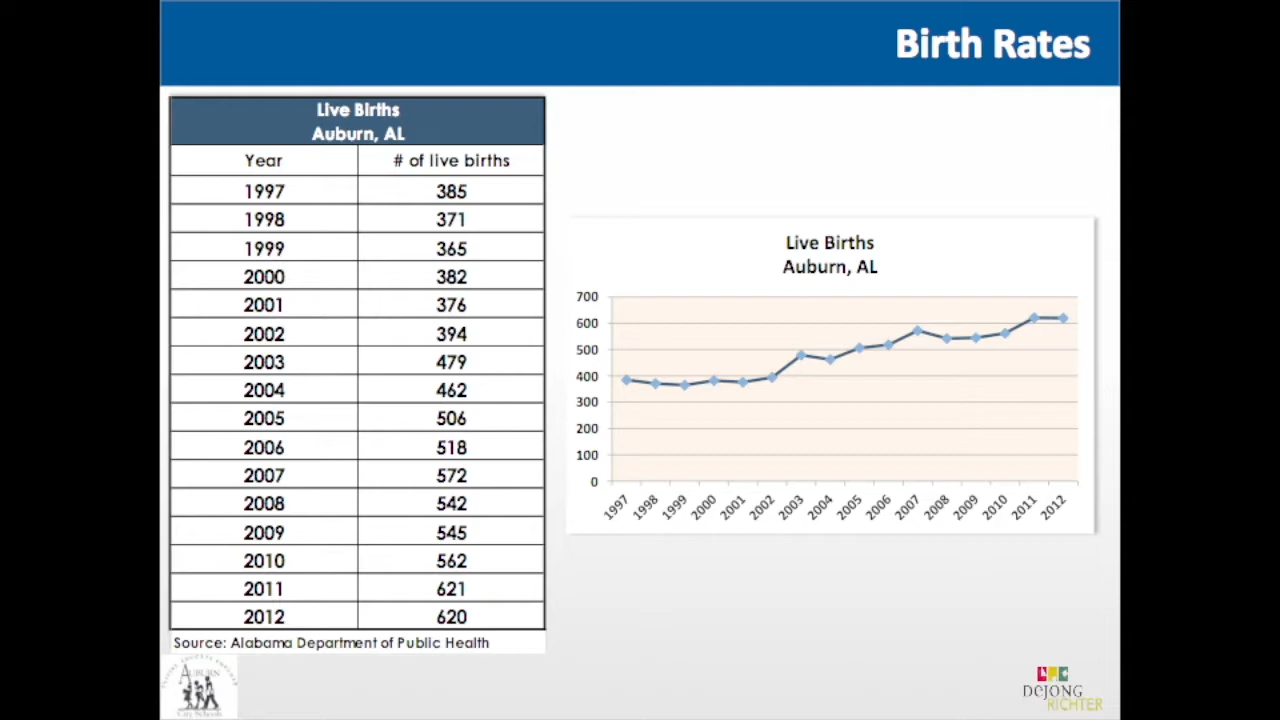 Birth Rates
Live Births
Auburn, AL
Year # of live births
1997 385
1998 371
1999 365
2000 382
2001 376
2002 394
2003 479
2004 462
2005 506
2006 518
2007 572
2008 542
2009 545
2010 562
2011 621
2012 620
Source: Alabama Department of Public Health
Live Births
Auburn, AL
700
600
500
400
300
200
100
0
1997 1998 1999 2000 2001 2002 2003 2004 2005 2006 2007 2008 2009 2010 2011 2012
AUBURN
City Schools
DEJONG
RICHTER